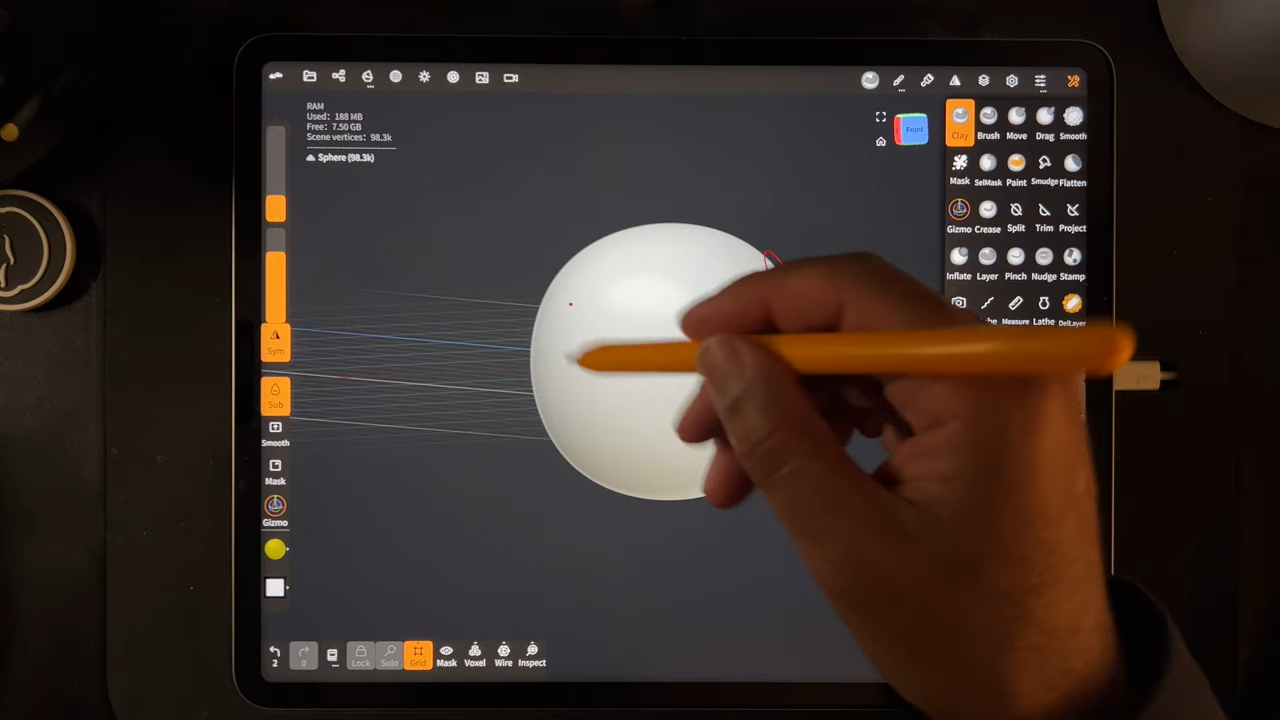 RAM
Used: 188 MB
Free: 7.50 GB
Scene vertices: 98.3k
Sphere (98.3k)
Front
Clay Brush Move Drag Smooth
Mask SelMask Paint Smudge Flatten
Gizmo Crease Split Trim Project
Inflate Layer Pinch Nudge Stamp
Measure Lathe DelLayer
Sym
Sub
Smooth
Mask
Gizmo
2 0 Lock Solo Grid Mask Voxel Wire Inspect